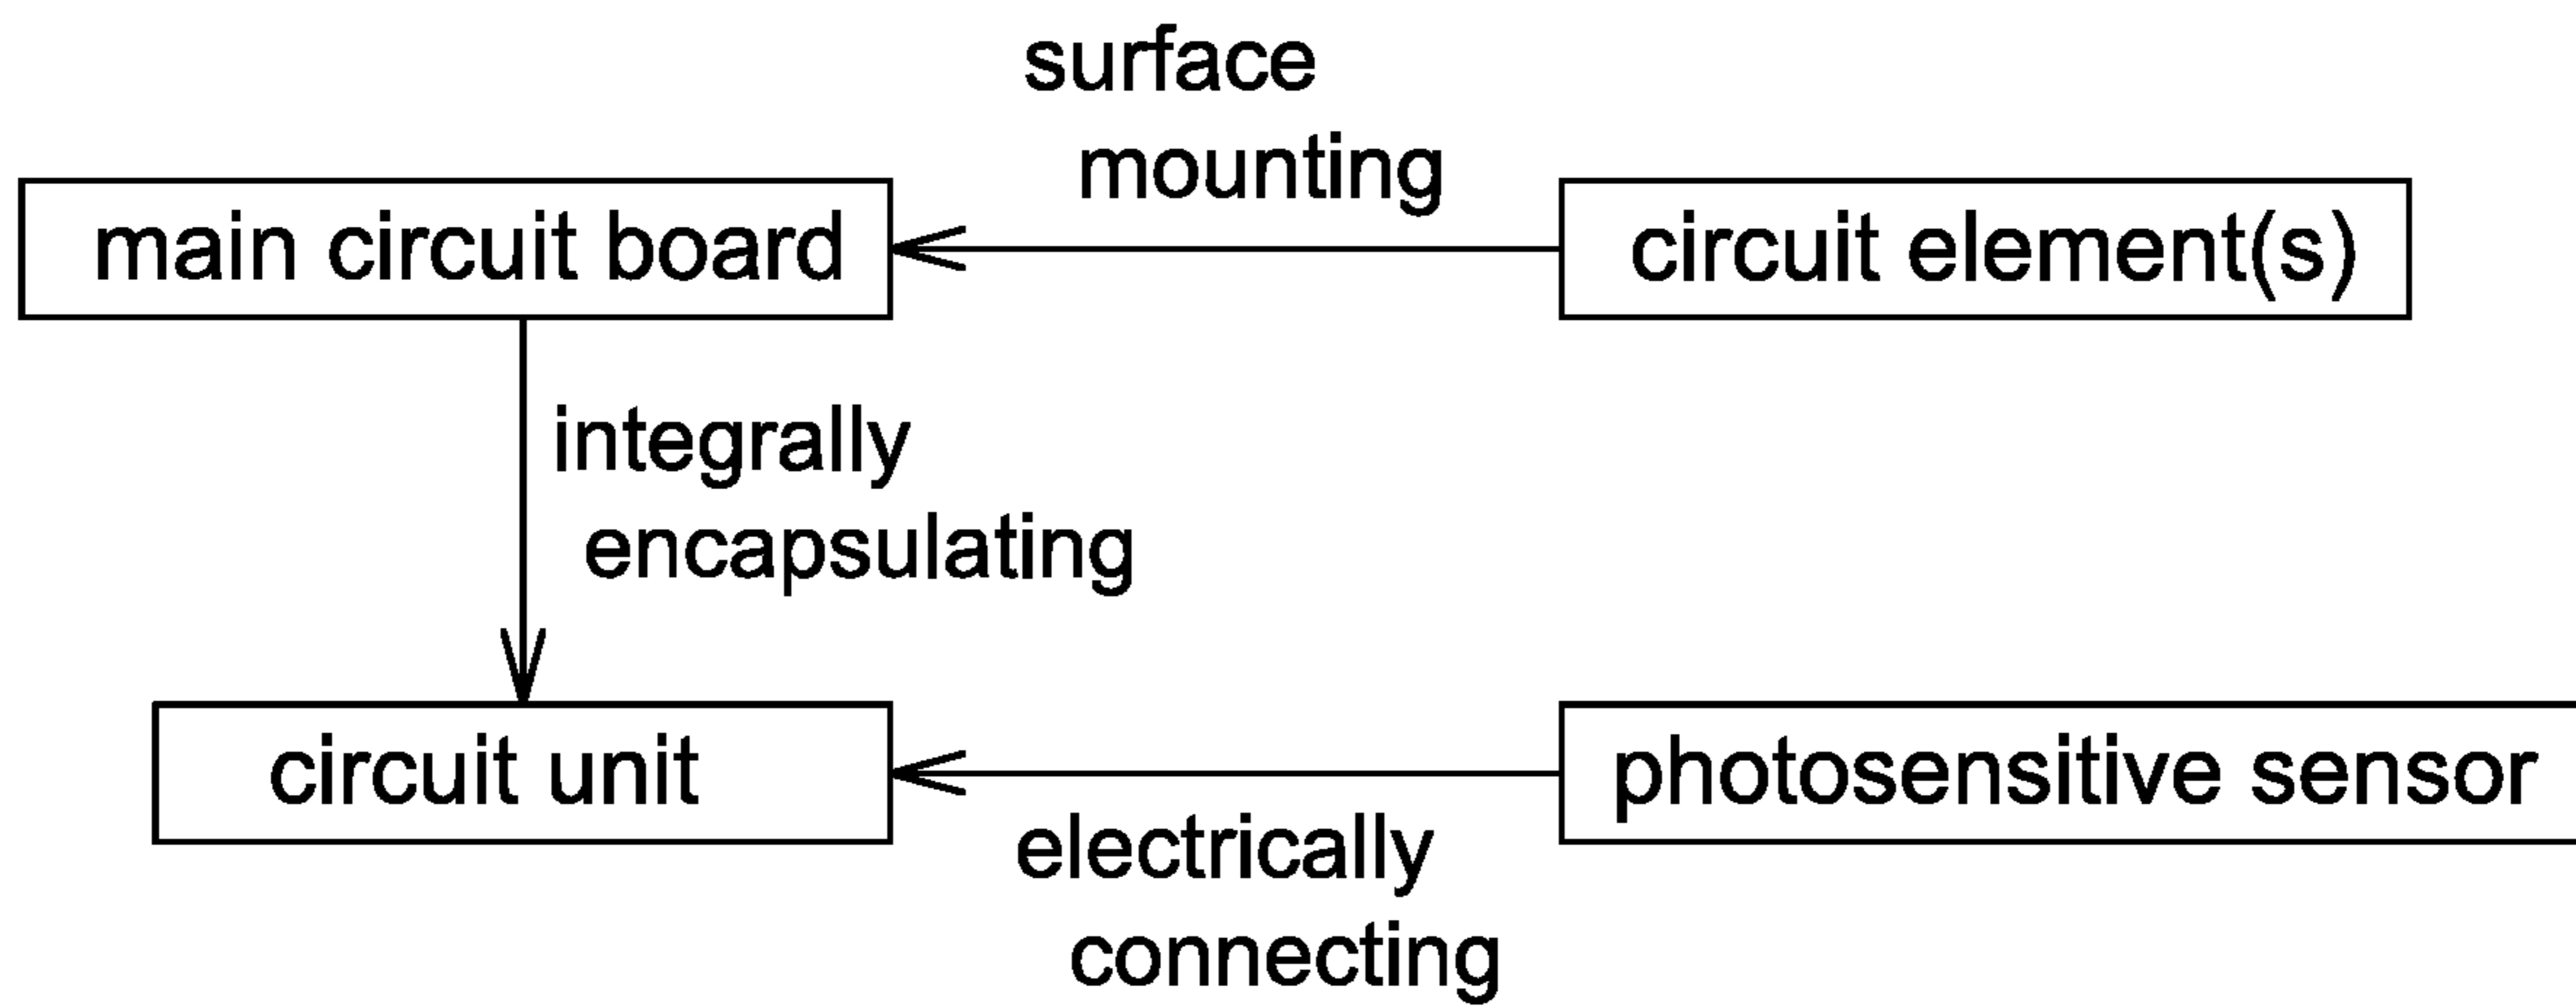 surface
mounting
main circuit board
circuit element(s)
integrally
encapsulating
circuit unit
photosensitive sensor
electrically
connecting